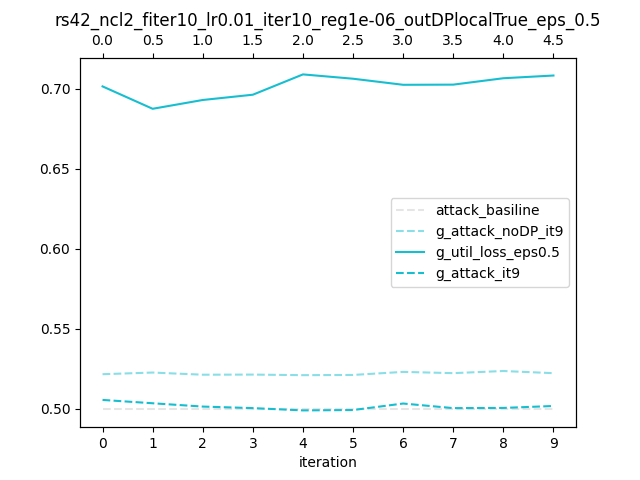 rs42_ncl2_fiter10_lr0.01_iter10_reg1e-06_outDPlocalTrue_eps_0.5
0.0 0.5 1.0 1.5 2.0 2.5 3.0 3.5 4.0 4.5
0.70
0.65
0.60
0.55
0.50
attack_basiline
g_attack_noDP_it9
g_util_loss_eps0.5
g_attack_it9
0 1 2 3 4 5 6 7 8 9
iteration